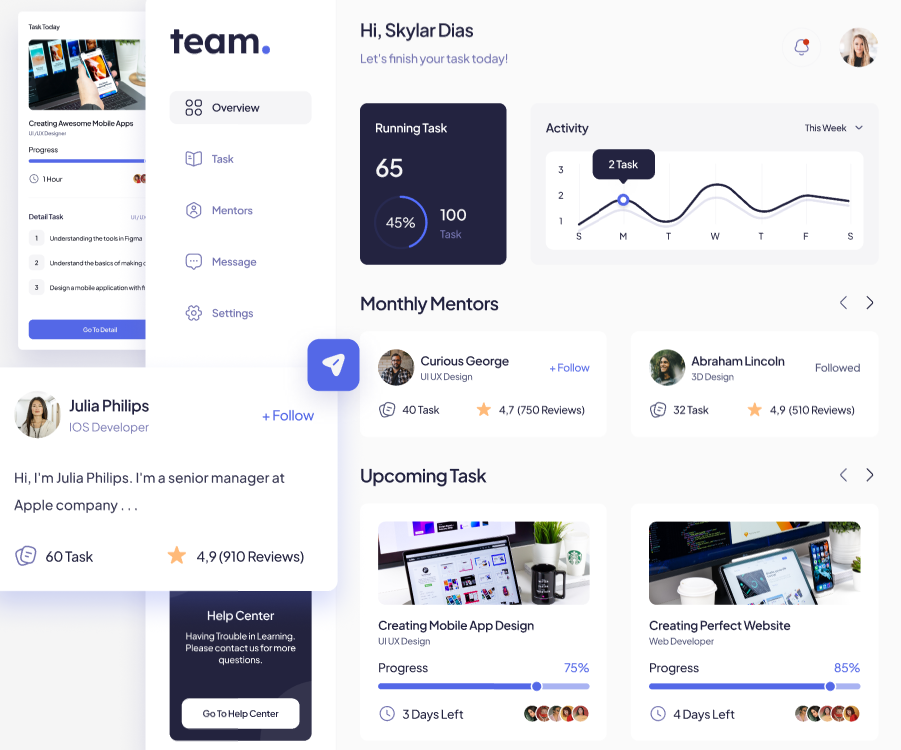 Task Today
Creating Awesome Mobile Apps
UI/UX Designer
Progress
1 Hour
Detail Task
UI/UX
1 Understanding the tools in Figma
2 Understand the basics of making
3 Design a mobile application with
Go To Detail
team.
Overview
Task
Mentors
Message
Settings
Julia Philips
IOS Developer
+ Follow
Hi, I'm Julia Philips. I'm a senior manager at
Apple company . . .
60 Task
4,9 (910 Reviews)
Help Center
Having Trouble in Learning.
Please contact us for more
questions.
Go To Help Center
Hi, Skylar Dias
Let's finish your task today!
Running Task
65
45%
100
Task
Activity
This Week
2 Task
3
2
1
S M T W T F S
Monthly Mentors
Curious George
UI UX Design
+ Follow
40 Task
4,7 (750 Reviews)
Abraham Lincoln
3D Design
Followed
32 Task
4,9 (510 Reviews)
Upcoming Task
Creating Mobile App Design
UI UX Design
Progress 75%
3 Days Left
Creating Perfect Website
Web Developer
Progress 85%
4 Days Left